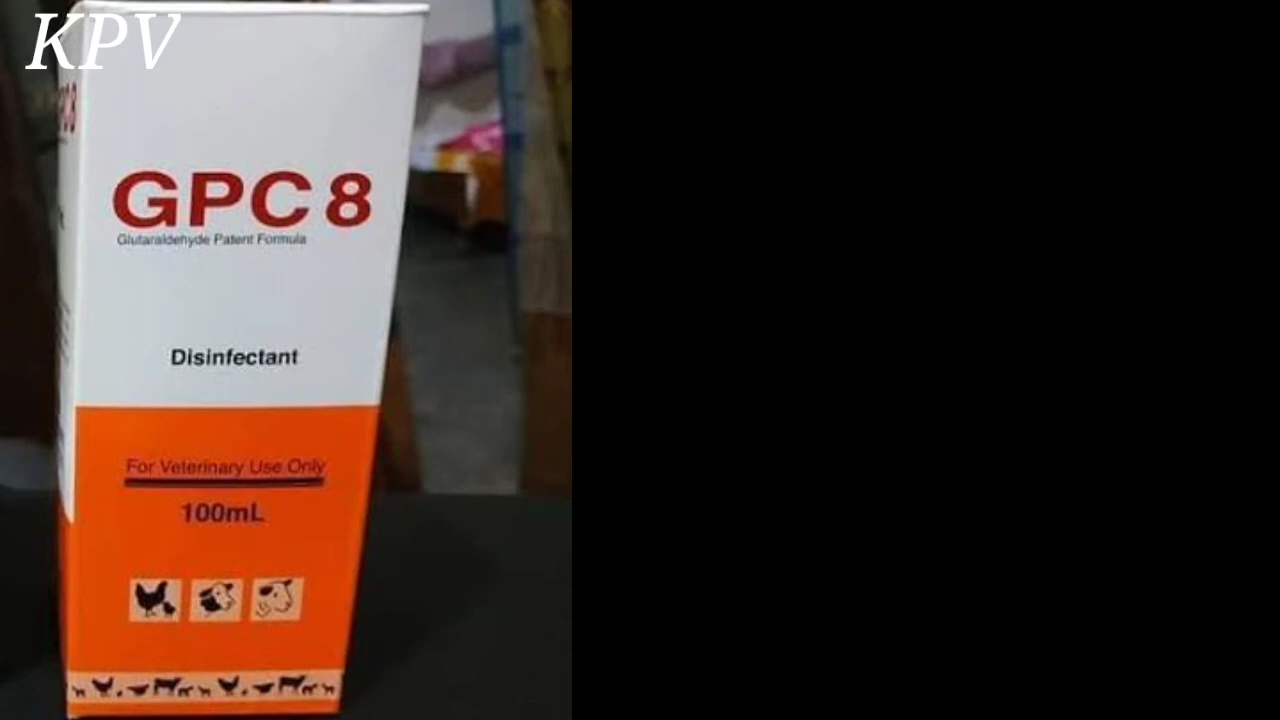 KPV
GPC 8
Glutaraldehyde Patent Formula
Disinfectant
For Veterinary Use Only
100mL